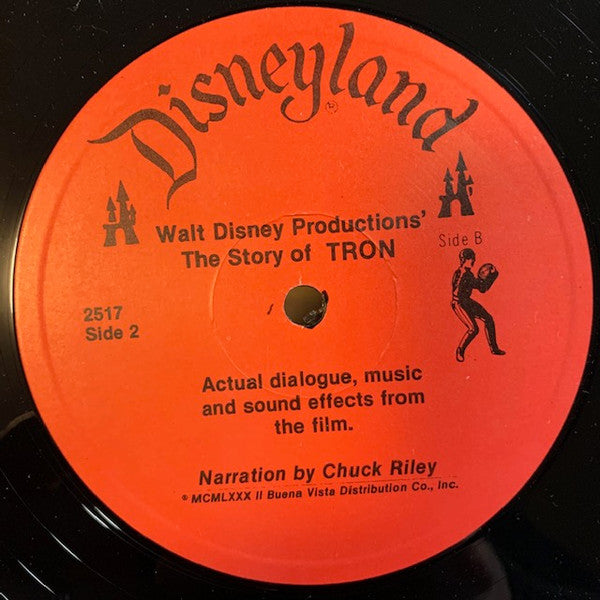 Disneyland
®
Walt Disney Productions'
The Story of TRON
Side B
2517
Side 2
Actual dialogue, music
and sound effects from
the film.
Narration by Chuck Riley
℗ MCMLXXX II Buena Vista Distribution Co., Inc.